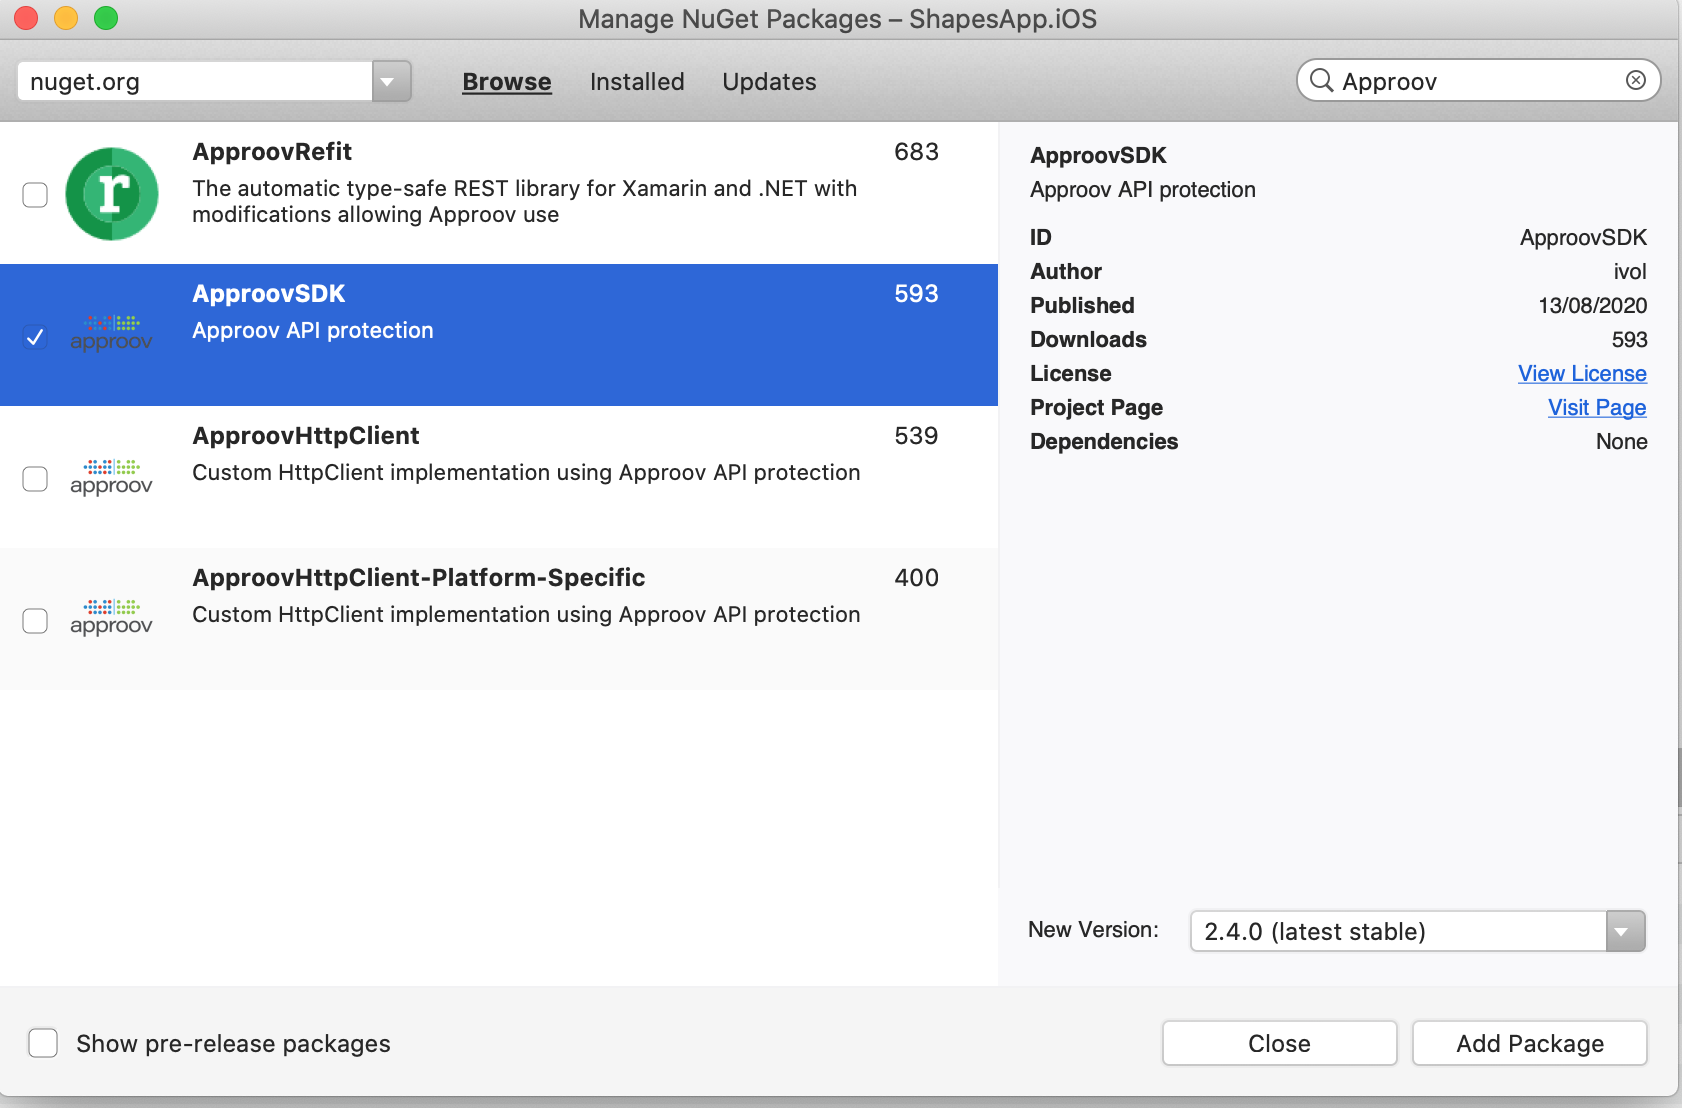 Manage NuGet Packages – ShapesApp.iOS
nuget.org
Browse
Installed
Updates
Approov
ApproovRefit
683
The automatic type-safe REST library for Xamarin and .NET with
modifications allowing Approov use
r
ApproovSDK
593
Approov API protection
approov
ApproovHttpClient
539
Custom HttpClient implementation using Approov API protection
approov
ApproovHttpClient-Platform-Specific
400
Custom HttpClient implementation using Approov API protection
approov
ApproovSDK
Approov API protection
ID ApproovSDK
Author ivol
Published 13/08/2020
Downloads 593
License View License
Project Page Visit Page
Dependencies None
New Version: 2.4.0 (latest stable)
Show pre-release packages
Close
Add Package